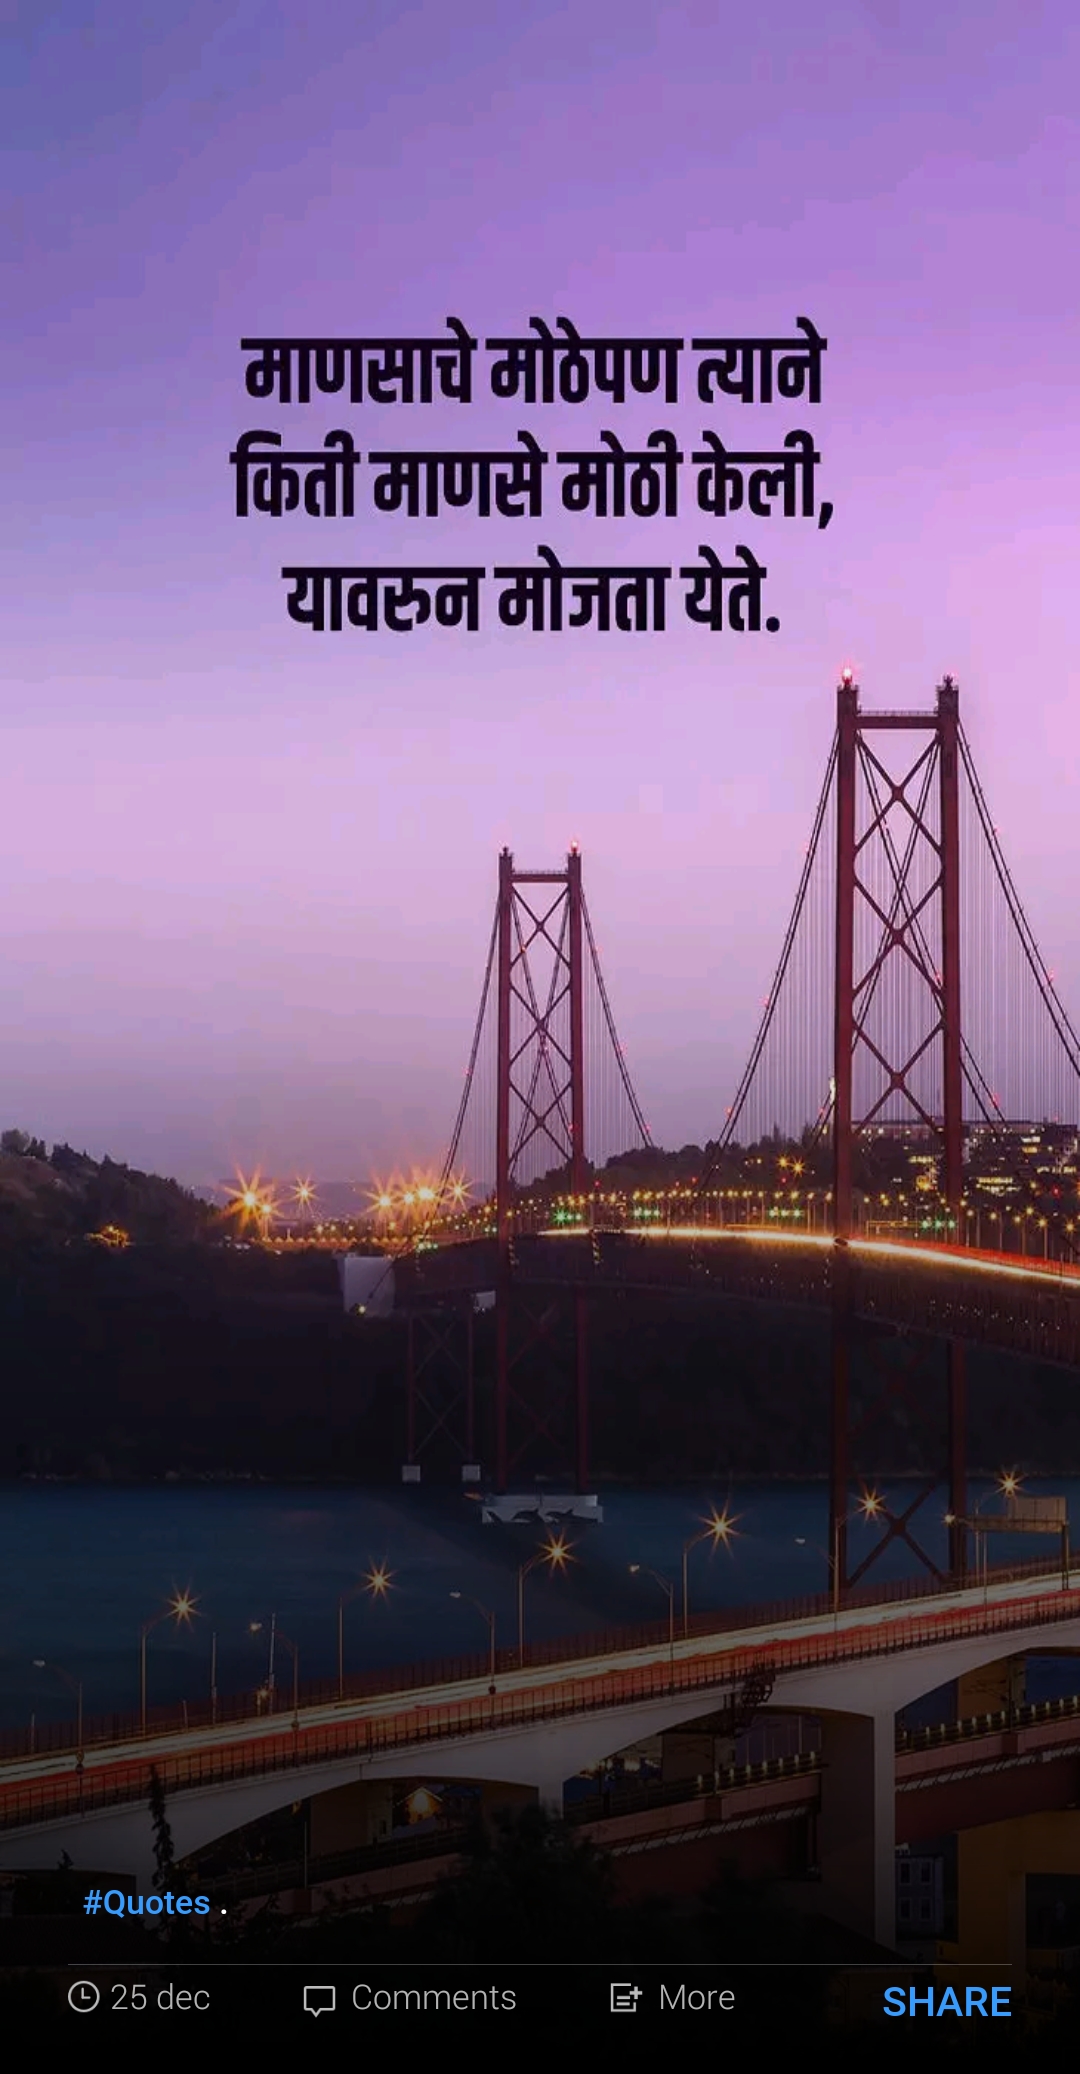 माणसाचे मोठेपण त्याने
किती माणसे मोठी केली,
यावरुन मोजता येते.
#Quotes .
25 dec
Comments
More
SHARE